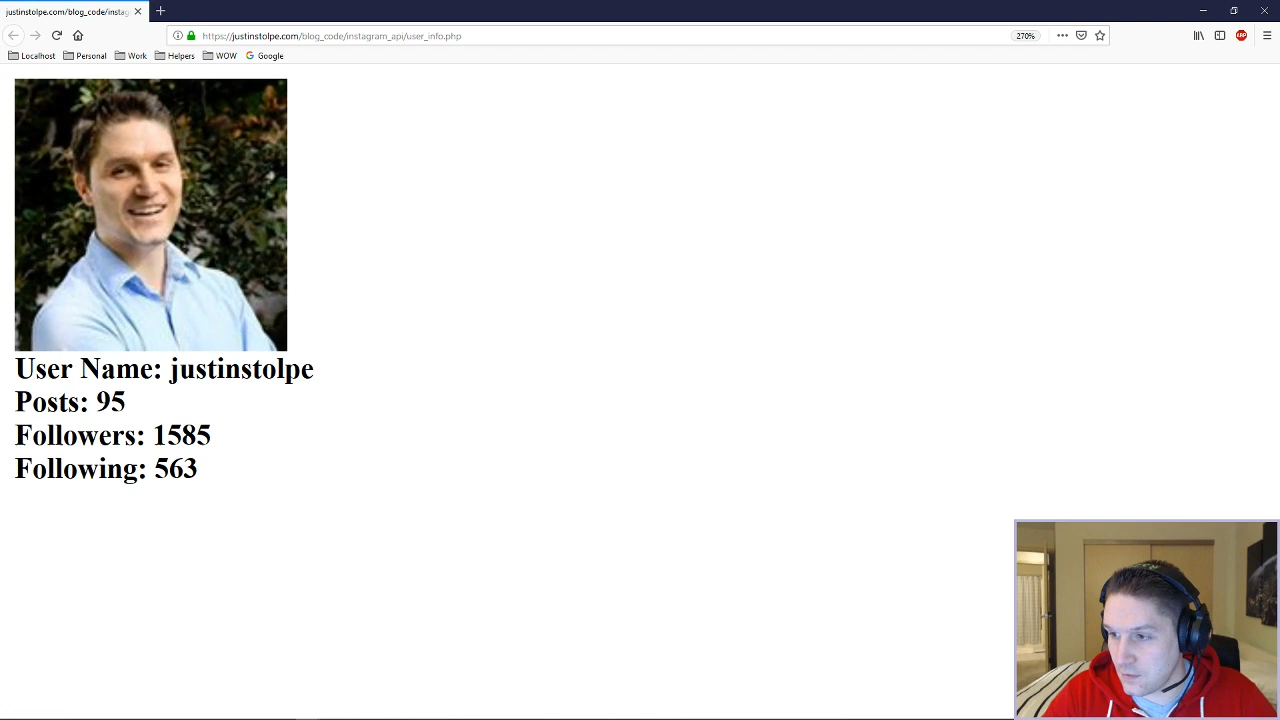 justinstolpe.com/blog_code/instag
https://justinstolpe.com/blog_code/instagram_api/user_info.php
270%
Localhost Personal Work Helpers WOW Google
User Name: justinstolpe
Posts: 95
Followers: 1585
Following: 563